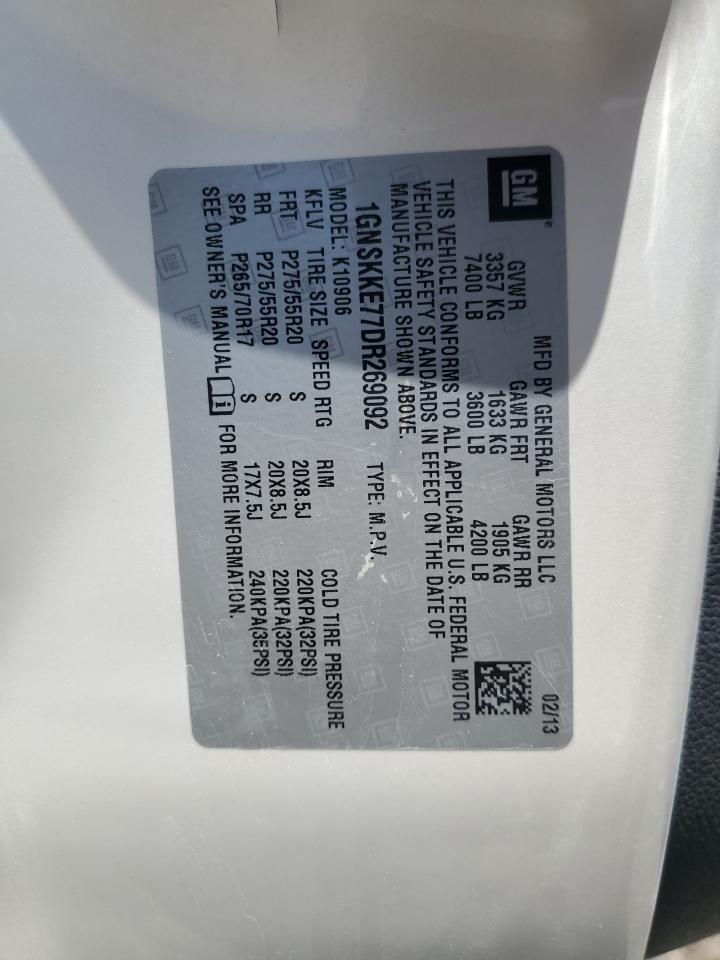 GM®
MFD BY GENERAL MOTORS LLC 02/13
GVWR GAWR FRT GAWR RR
3357 KG 1633 KG 1905 KG
7400 LB 3600 LB 4200 LB
THIS VEHICLE CONFORMS TO ALL APPLICABLE U.S. FEDERAL MOTOR
VEHICLE SAFETY STANDARDS IN EFFECT ON THE DATE OF
MANUFACTURE SHOWN ABOVE.
1GNSKKE77DR269092 TYPE: M.P.V.
MODEL: K10906
KFLV TIRE SIZE SPEED RTG RIM COLD TIRE PRESSURE
FRT P275/55R20 S 20X8.5J 220KPA(32PSI)
RR P275/55R20 S 20X8.5J 220KPA(32PSI)
SPA P265/70R17 S 17X7.5J 240KPA(35PSI)
SEE OWNER'S MANUAL i FOR MORE INFORMATION.